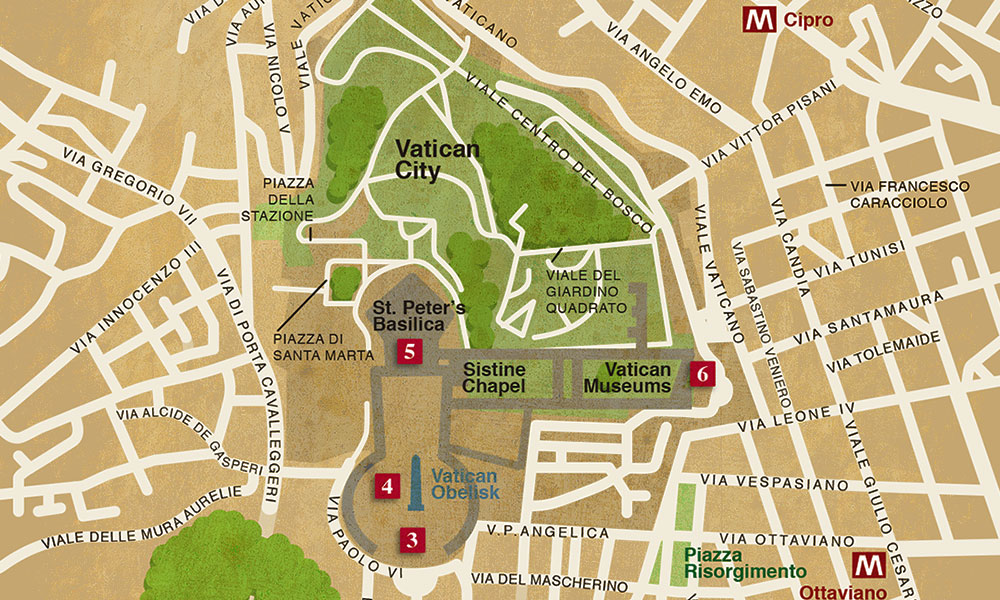 VIA D
VIA AU
VIALE VATIC
VATICANO
M Cipro
ZZO
VIA NICOLO V
VIA ANGELO EMO
VIALE CENTRO DEL BOSCO
VIA VITTOR PISANI
Vatican
City
VIA GREGORIO VII
PIAZZA
DELLA
STAZIONE
VIA FRANCESCO
CARACCIOLO
VIA CANDIA
VIALE VATICANO
VIA TUNISI
VIA SABASTINO VENIERO
VIA INNOCENZO III
VIA DI PORTA CAVALLEGGERI
VIALE DEL
GIARDINO
QUADRATO
VIA SANTAMAURA
St. Peter's
Basilica
5
PIAZZA DI
SANTA MARTA
VIA TOLEMAIDE
Sistine
Chapel
Vatican
Museums
6
VIA ALCIDE DE GASPERI
VIA LEONE IV
VIALE GIULIO CESAR
4
Vatican
Obelisk
VIA VESPASIANO
VIALE DELLE MURA AURELIE
3
V.P.ANGELICA
VIA OTTAVIANO
VIA PAOLO VI
Piazza
Risorgimento
M
Ottaviano
VIA DEL MASCHERINO